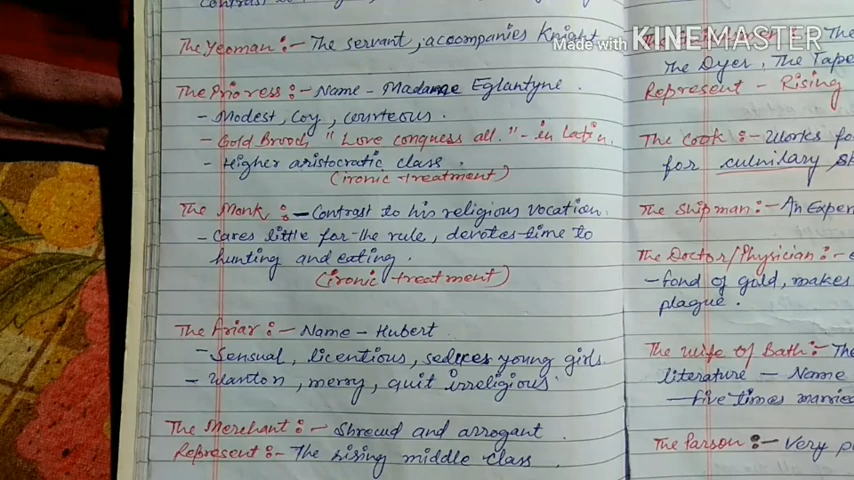 The Yeoman :- The servant, accompanies Knight
The Prioress :- Name - Madame Eglantyne .
- Modest, Coy, courteous.
- Gold Brooch "Love conquess all." - in Latin.
- Higher aristocratic class .
(ironic treatment)
The Monk :- Contrast to his religious vocation.
- Cares little for the rule, devotes time to
hunting and eating.
(ironic treatment)
The Friar :- Name - Hubert
- Sensual, licentious, seduces young girls.
- Wanton, merry, quit irreligious.
The Merchant :- Shrewd and arrogant .
Represent :- The rising middle class
Made with KINEMASTER
The Dyer, The Tape
Represent - Rising
The Cook :- Works fo
for culnilary sk
The Shipman :- An Exper
The Doctor/Physician :-
- fond of gold, makes
plague.
The Wife of Bath :- The
literature - Name
- five times married
The Parson :- Very p